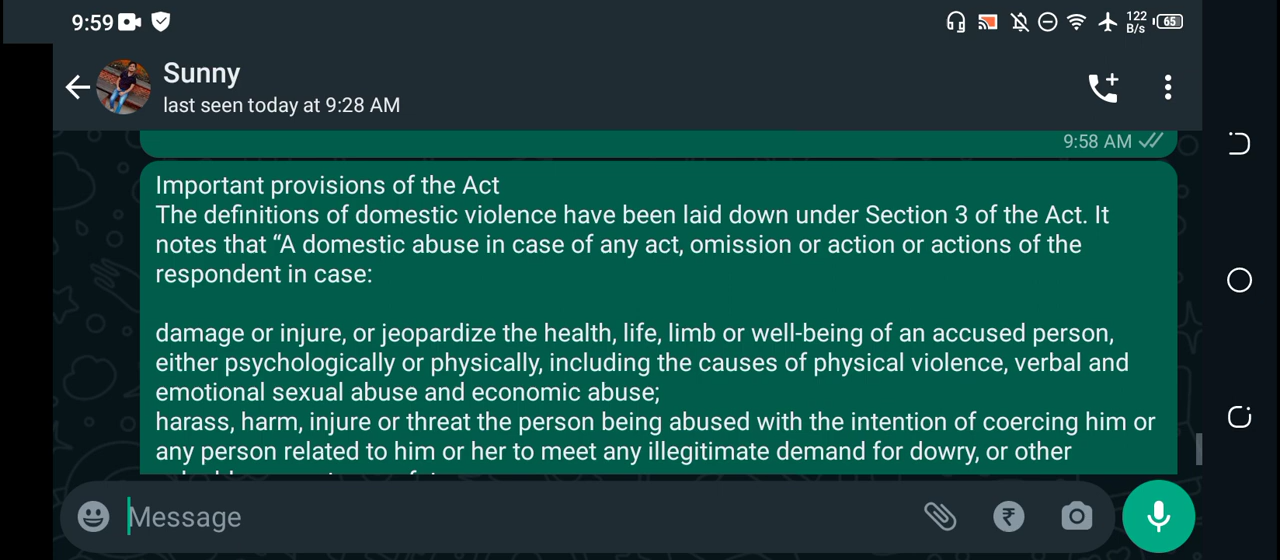 9:59
122
B/s
65
Sunny
last seen today at 9:28 AM
9:58 AM
Important provisions of the Act
The definitions of domestic violence have been laid down under Section 3 of the Act. It
notes that “A domestic abuse in case of any act, omission or action or actions of the
respondent in case:
damage or injure, or jeopardize the health, life, limb or well-being of an accused person,
either psychologically or physically, including the causes of physical violence, verbal and
emotional sexual abuse and economic abuse;
harass, harm, injure or threat the person being abused with the intention of coercing him or
any person related to him or her to meet any illegitimate demand for dowry, or other
Message